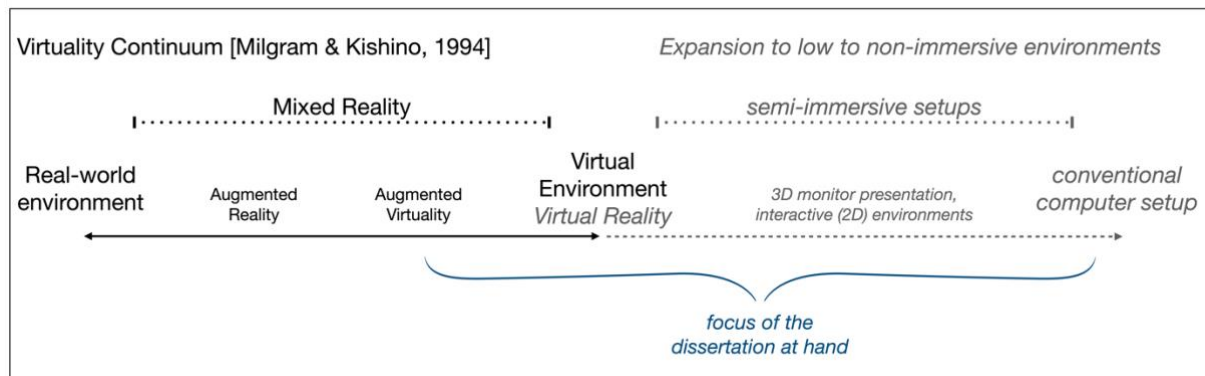 Virtuality Continuum [Milgram & Kishino, 1994]
Expansion to low to non-immersive environments
Mixed Reality
semi-immersive setups
Real-world
environment
Augmented
Reality
Augmented
Virtuality
Virtual
Environment
Virtual Reality
3D monitor presentation,
interactive (2D) environments
conventional
computer setup
focus of the
dissertation at hand